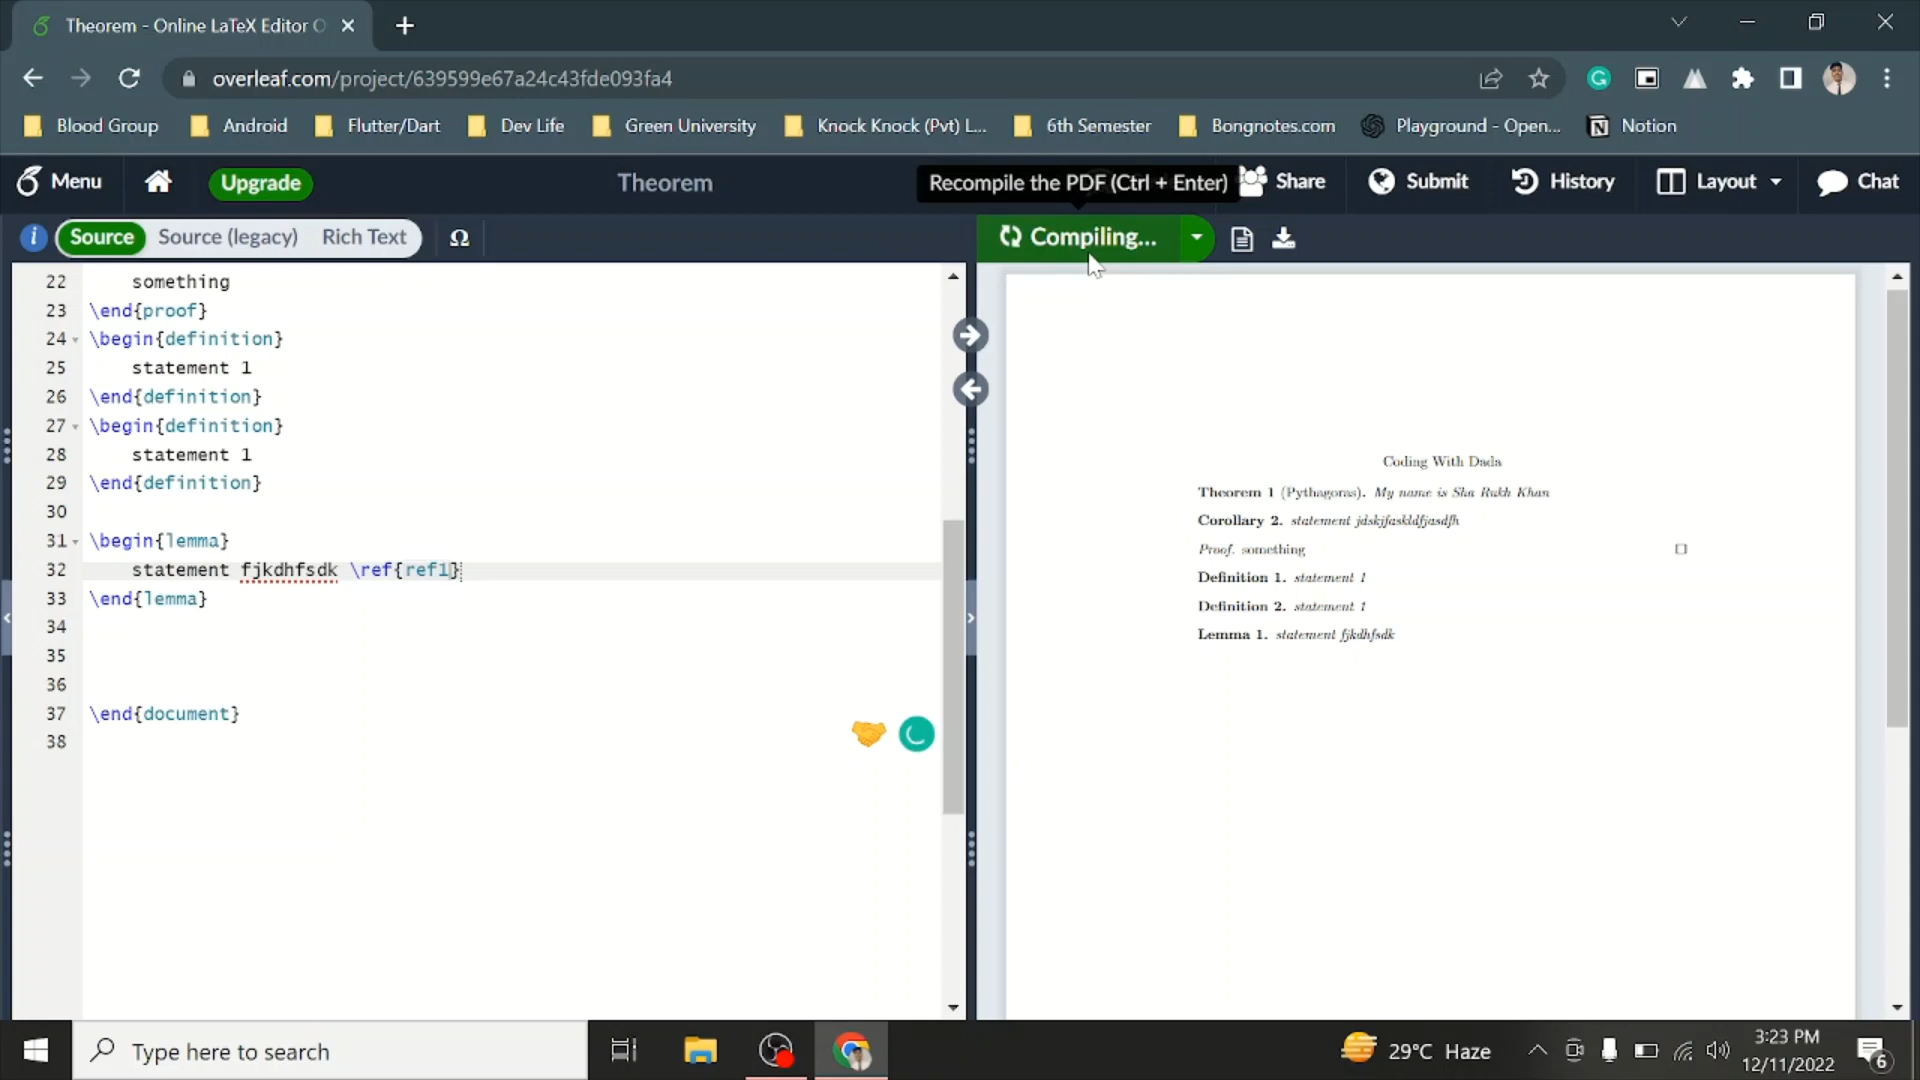 Theorem - Online LaTeX Editor O
overleaf.com/project/639599e67a24c43fde093fa4
Blood Group Android Flutter/Dart Dev Life Green University Knock Knock (Pvt) L... 6th Semester Bongnotes.com Playground - Open... Notion
Menu Upgrade Theorem Recompile the PDF (Ctrl + Enter) Share Submit History Layout Chat
Source Source (legacy) Rich Text Ω Compiling...
22 something
23 \end{proof}
24 \begin{definition}
25 statement 1
26 \end{definition}
27 \begin{definition}
28 statement 1
29 \end{definition}
30
31 \begin{lemma}
32 statement fjkdhfsdk \ref{ref1}
33 \end{lemma}
34
35
36
37 \end{document}
38
Coding With Dada
Theorem 1 (Pythagoras). My name is Sha Rukh Khan
Corollary 2. statement jdskjfaskldfjasdfh
Proof. something
Definition 1. statement 1
Definition 2. statement 1
Lemma 1. statement fjkdhfsdk
Type here to search
29°C Haze
3:23 PM
12/11/2022
6